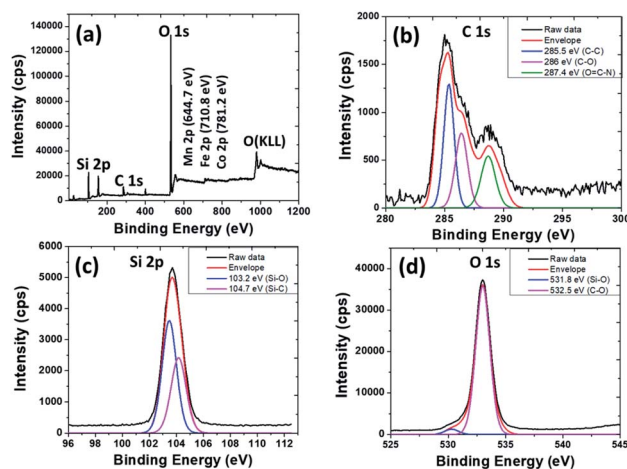 (a)
O 1s
Si 2p
C 1s
Mn 2p (644.7 eV)
Fe 2p (710.8 eV)
Co 2p (781.2 eV)
O(KLL)
Intensity (cps)
140000
120000
100000
80000
60000
40000
20000
0
200 400 600 800 1000 1200
Binding Energy (eV)
(b)
C 1s
Raw data
Envelope
285.5 eV (C-C)
286 eV (C-O)
287.4 eV (O=C-N)
Intensity (cps)
2000
1500
1000
500
0
280 285 290 295 300
Binding Energy (eV)
(c)
Si 2p
Raw data
Envelope
103.2 eV (Si-O)
104.7 eV (Si-C)
Intensity (cps)
6000
5000
4000
3000
2000
1000
0
96 98 100 102 104 106 108 110 112
Binding Energy (eV)
(d)
O 1s
Raw data
Envelope
531.8 eV (Si-O)
532.5 eV (C-O)
Intensity (cps)
40000
30000
20000
10000
0
525 530 535 540 545
Binding Energy (eV)